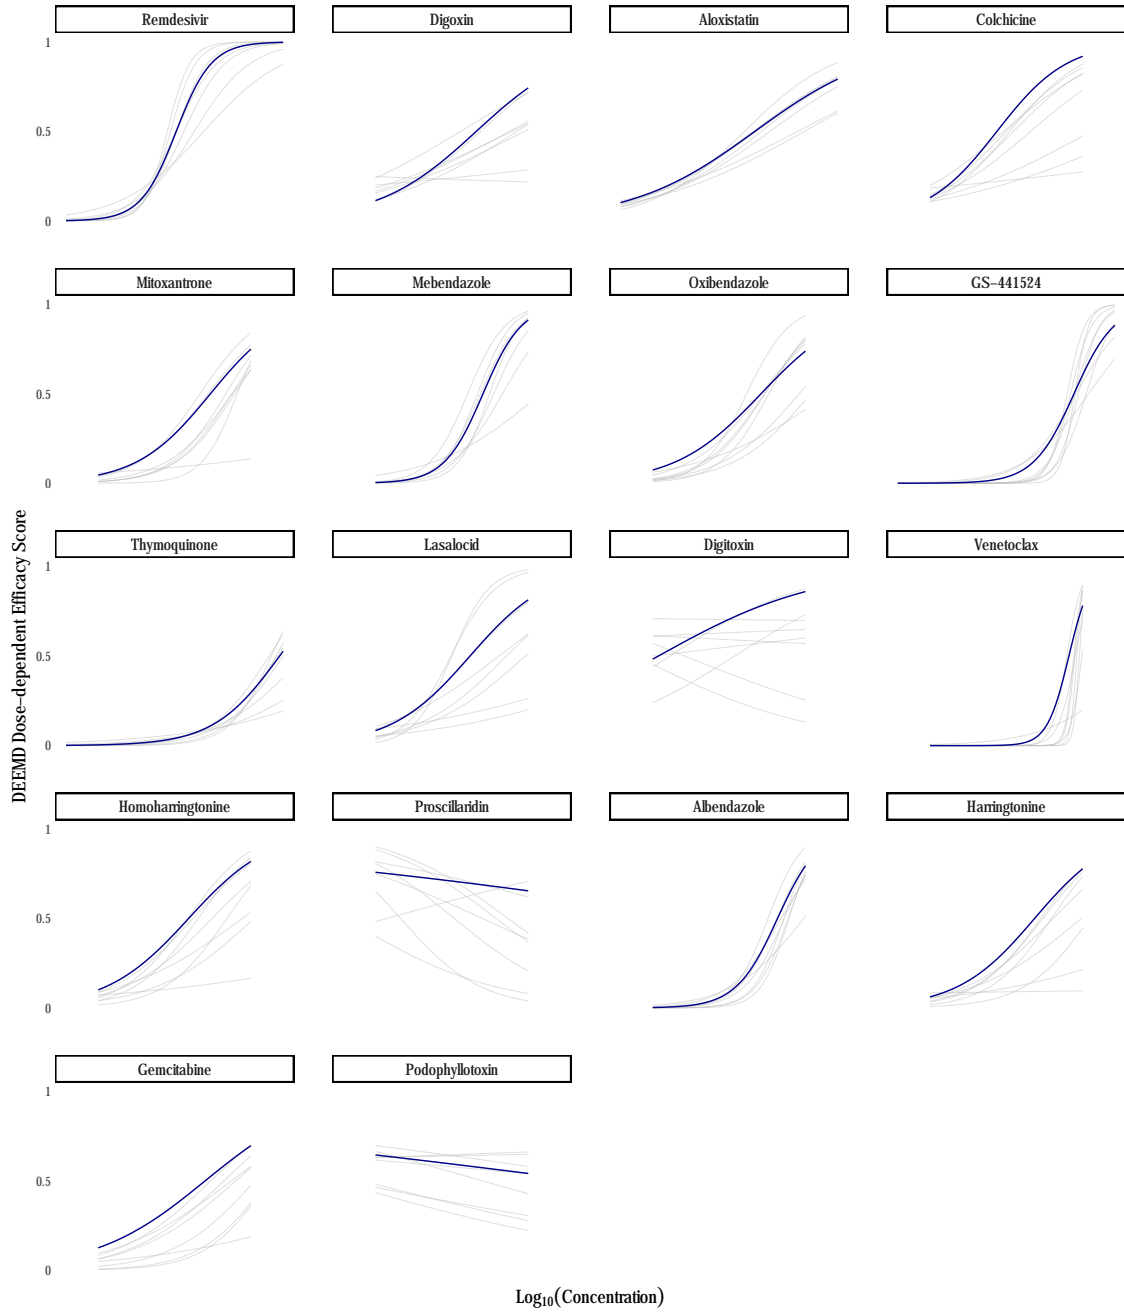 Remdesivir
Digoxin
Aloxistatin
Colchicine
1
0.5
0
Mitoxantrone
Mebendazole
Oxibendazole
GS–441524
1
0.5
0
Thymoquinone
Lasalocid
Digitoxin
Venetoclax
1
0.5
0
DEEMD Dose–dependent Efficacy Score
Homoharringtonine
Proscillaridin
Albendazole
Harringtonine
1
0.5
0
Gemcitabine
Podophyllotoxin
1
0.5
0
Log₁₀(Concentration)